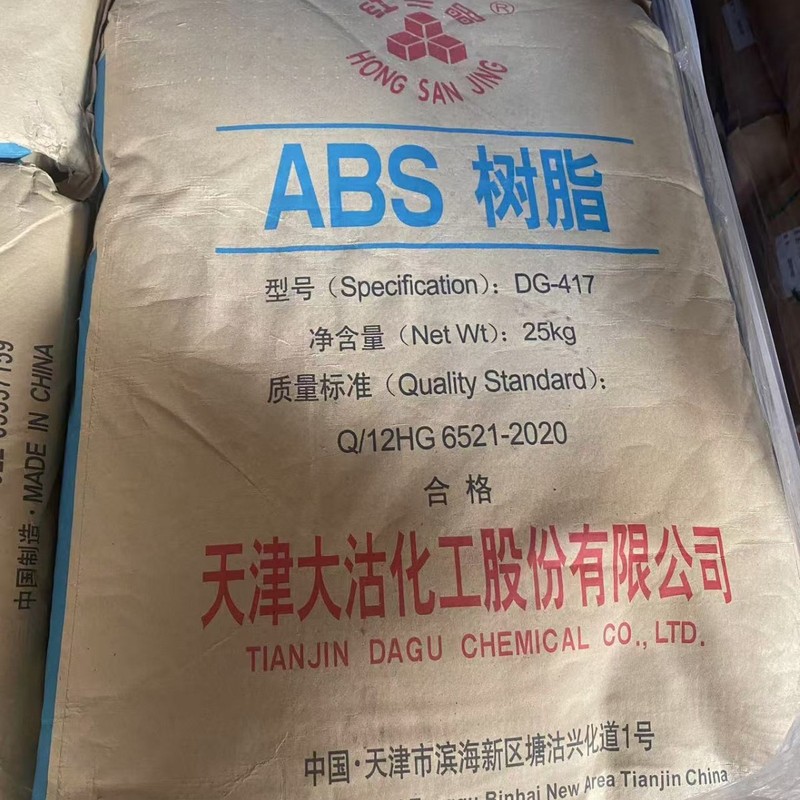 ®
HONG SAN JING
ABS 树脂
型号（Specification）：DG-417
净含量（Net Wt）：25kg
质量标准（Quality Standard）：
Q/12HG 6521-2020
合格
天津大沽化工股份有限公司
TIANJIN DAGU CHEMICAL CO., LTD.
中国·天津市滨海新区塘沽兴化道1号
Binhai New Area Tianjin China
中国制造·MADE IN CHINA